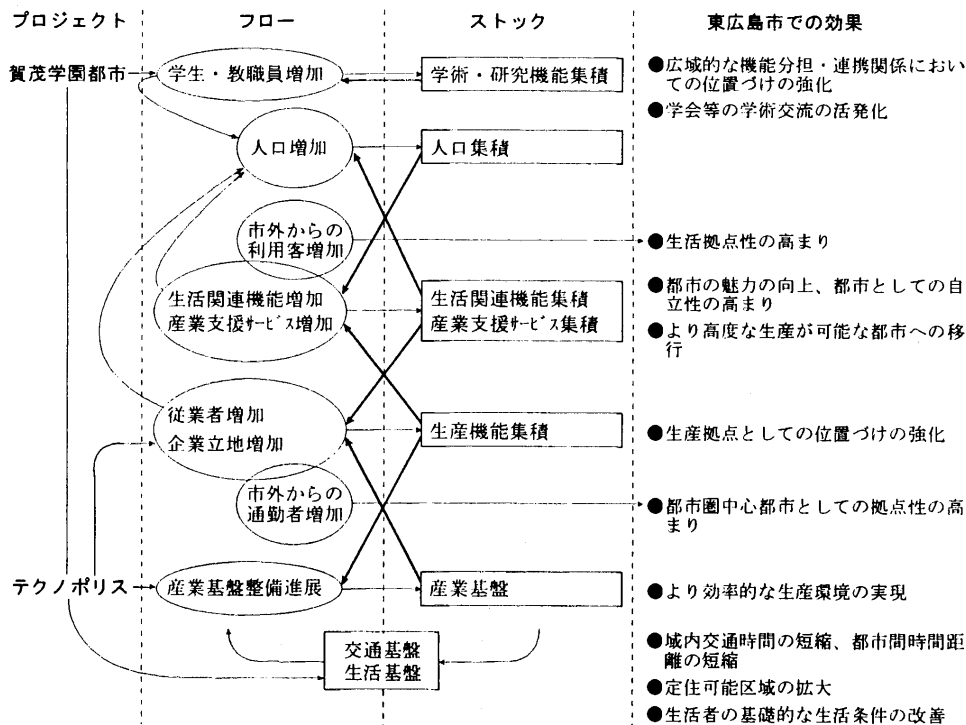 プロジェクト
フロー
ストック
東広島市での効果
賀茂学園都市
学生・教職員増加
学術・研究機能集積
●広域的な機能分担・連携関係におい
ての位置づけの強化
●学会等の学術交流の活発化
人口増加
人口集積
市外からの
利用客増加
●生活拠点性の高まり
生活関連機能増加
産業支援サービス増加
生活関連機能集積
産業支援サービス集積
●都市の魅力の向上、都市としての自
立性の高まり
●より高度な生産が可能な都市への移
行
従業者増加
企業立地増加
生産機能集積
●生産拠点としての位置づけの強化
市外からの
通勤者増加
●都市圏中心都市としての拠点性の高
まり
テクノポリス
産業基盤整備進展
産業基盤
●より効率的な生産環境の実現
交通基盤
生活基盤
●域内交通時間の短縮、都市間時間距
離の短縮
●定住可能区域の拡大
●生活者の基礎的な生活条件の改善